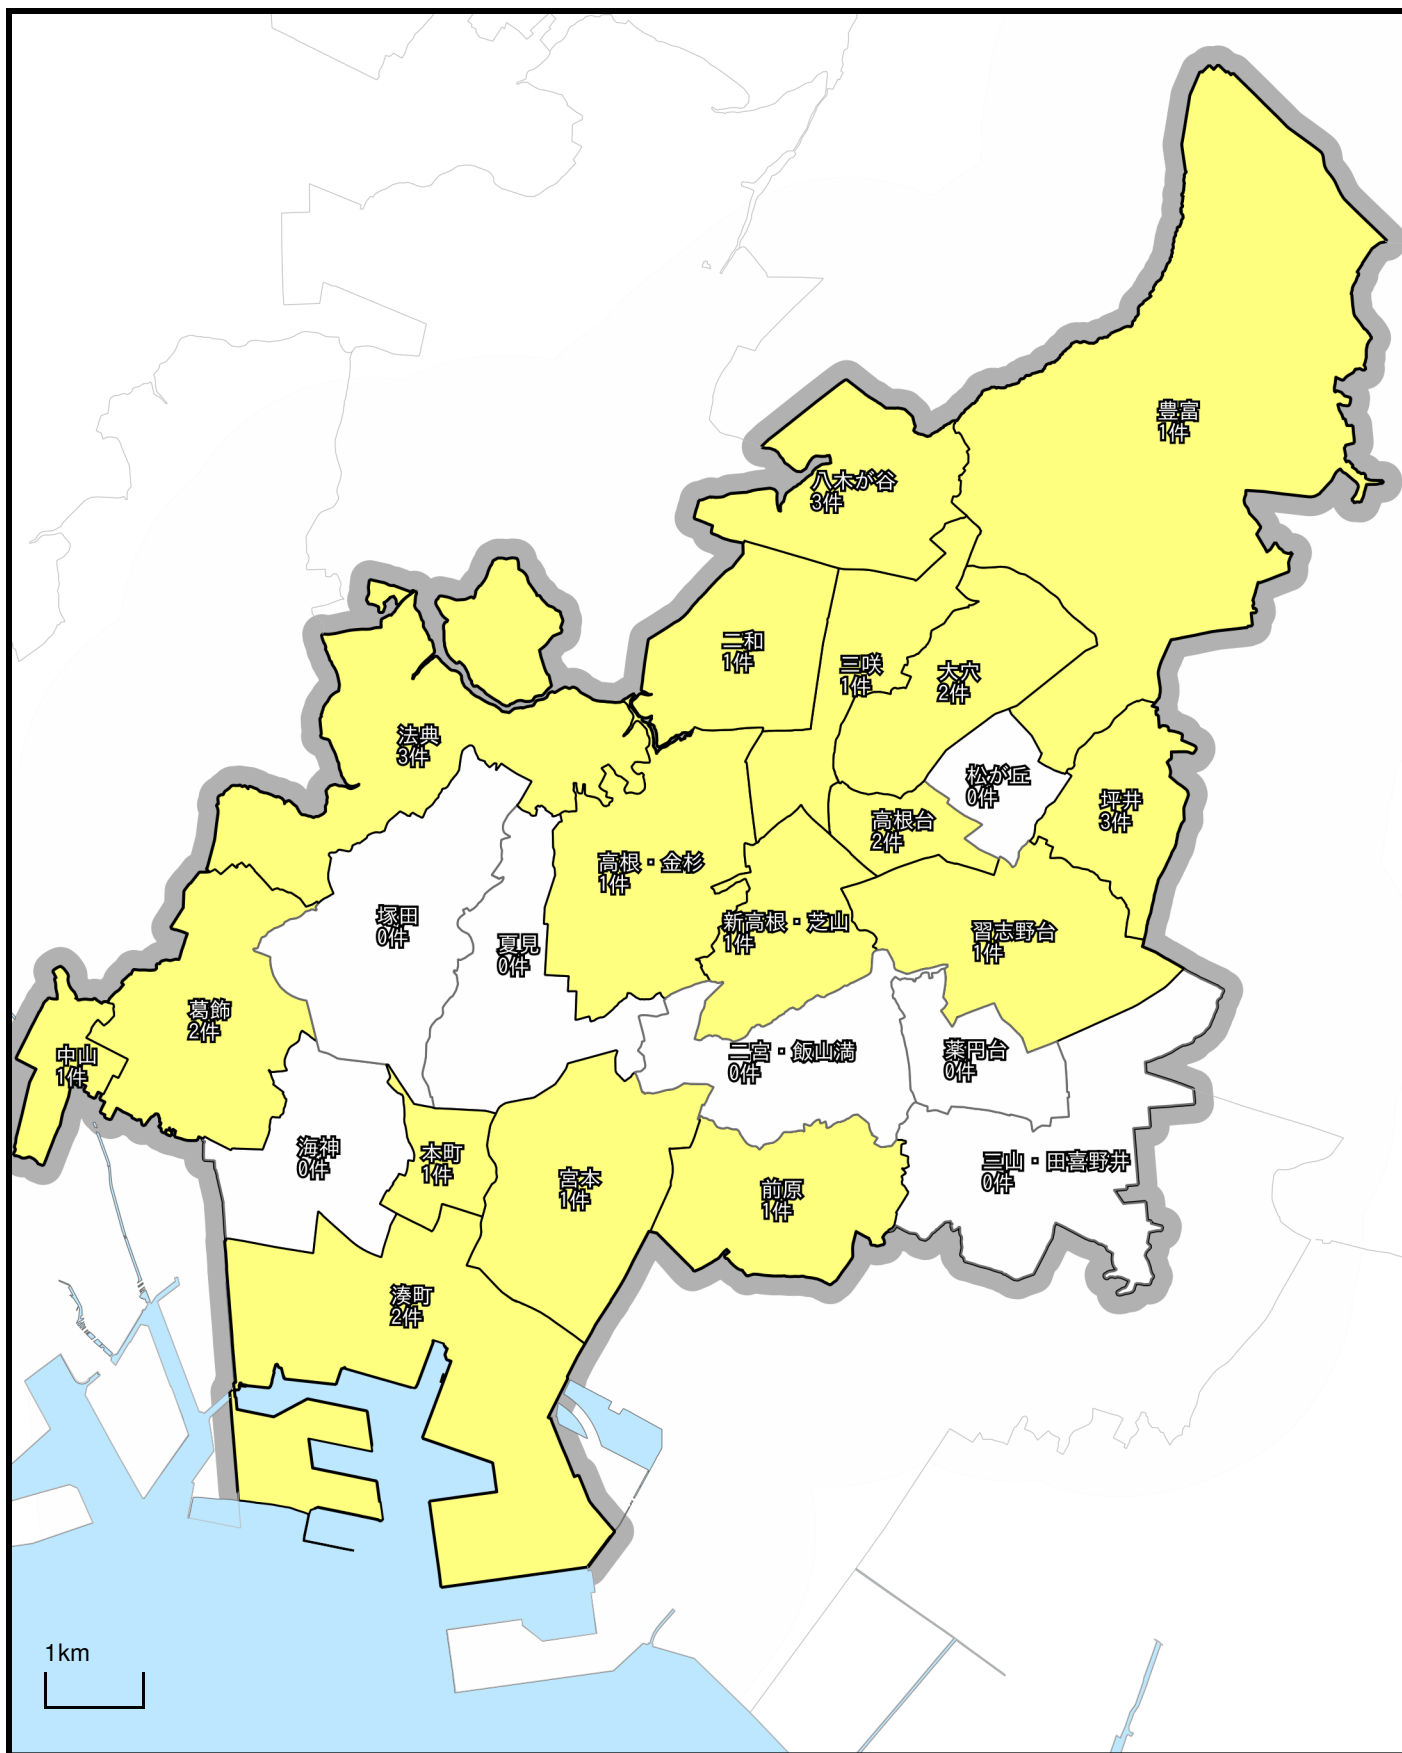 豊富
1件
八木が谷
3件
二和
1件
三咲
1件
大穴
2件
法典
3件
松が丘
0件
坪井
3件
高根台
2件
高根・金杉
1件
塚田
0件
夏見
0件
新高根・芝山
1件
習志野台
1件
葛飾
2件
中山
1件
二宮・飯山満
0件
薬円台
0件
海神
0件
本町
1件
宮本
1件
前原
1件
三山・田喜野井
0件
湊町
2件
1km